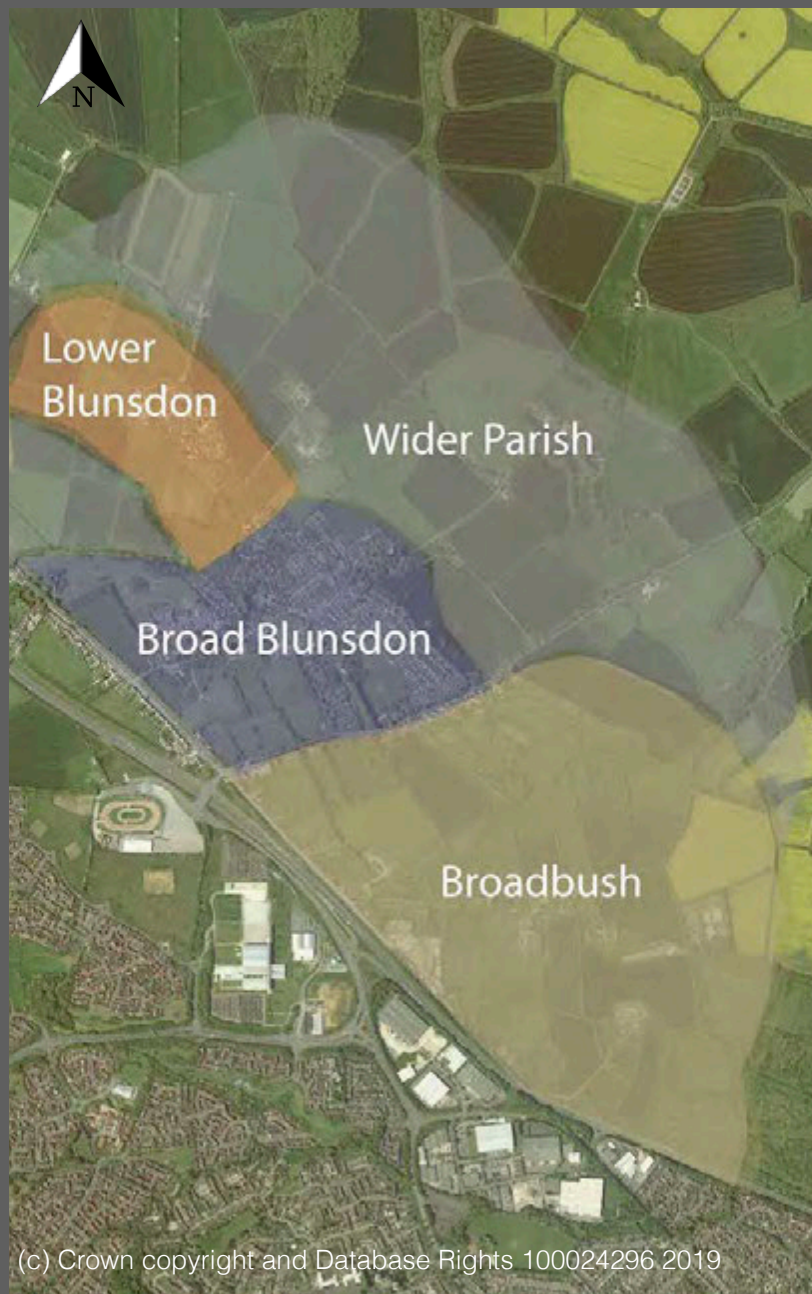 N
Lower
Blunsdon
Wider Parish
Broad Blunsdon
Broadbush
(c) Crown copyright and Database Rights 100024296 2019